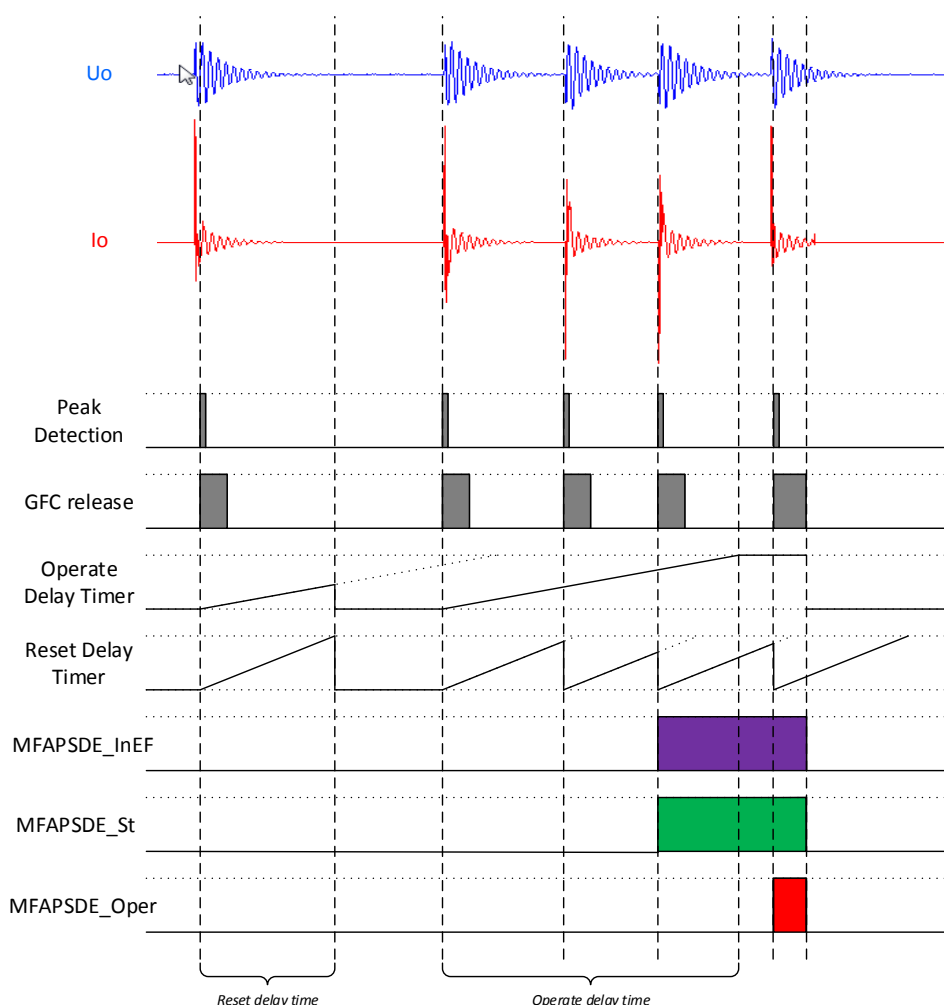 Uo
Io
Peak
Detection
GFC release
Operate
Delay Timer
Reset Delay
Timer
MFAPSDE_InEF
MFAPSDE_St
MFAPSDE_Oper
Reset delay time
Operate delay time